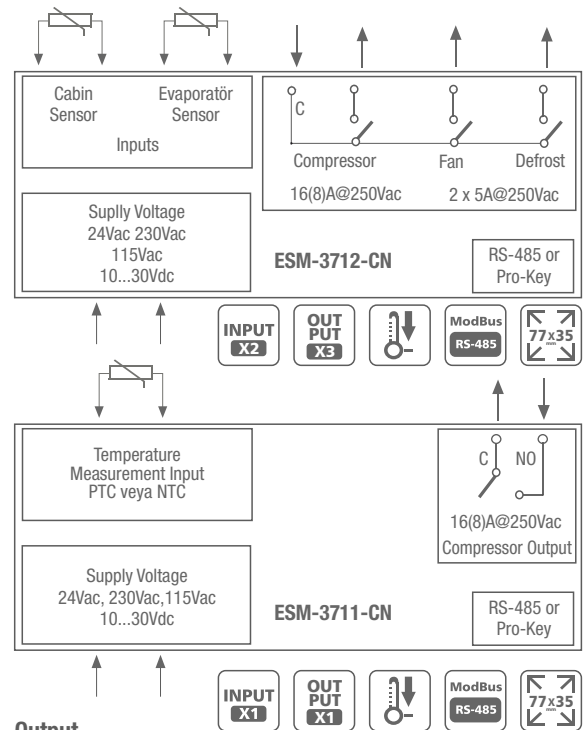 Cabin
Sensor
Evaporatör
Sensor
Inputs
C
Compressor
Fan
Defrost
16(8)A@250Vac
2 x 5A@250Vac
Suplly Voltage
24Vac 230Vac
115Vac
10...30Vdc
ESM-3712-CN
RS-485 or
Pro-Key
INPUT
X2
OUT
PUT
X3
ModBus
RS-485
77x35
mm
Temperature
Measurement Input
PTC veya NTC
C
NO
16(8)A@250Vac
Compressor Output
Supply Voltage
24Vac, 230Vac,115Vac
10...30Vdc
ESM-3711-CN
RS-485 or
Pro-Key
INPUT
X1
OUT
PUT
X1
ModBus
RS-485
77x35
mm
Output